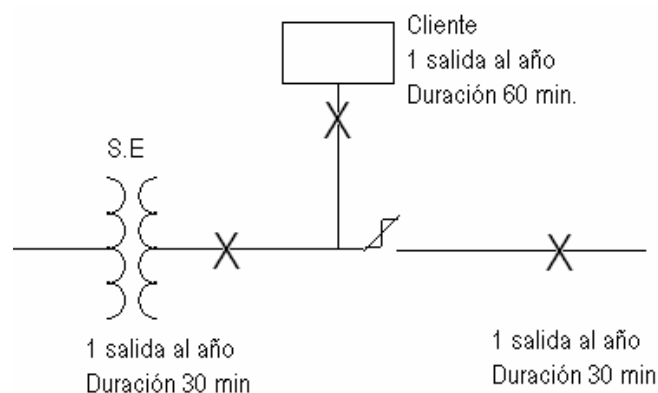 Cliente
1 salida al año
Duración 60 min.
S.E
1 salida al año
Duración 30 min
1 salida al año
Duración 30 min